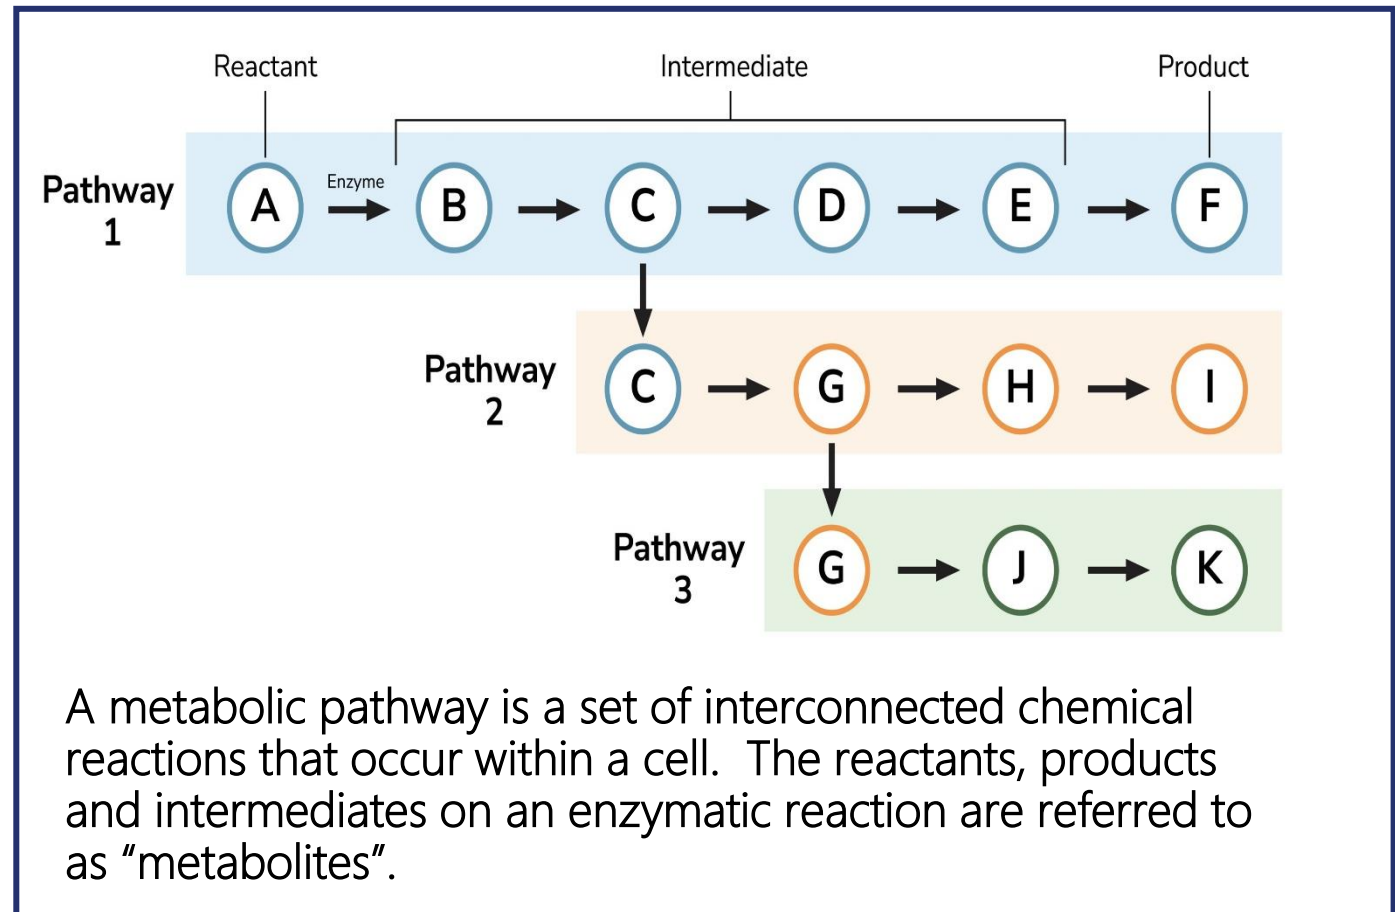 Reactant Intermediate Product
Pathway 1 A Enzyme B C D E F
Pathway 2 C G H I
Pathway 3 G J K
A metabolic pathway is a set of interconnected chemical
reactions that occur within a cell.  The reactants, products
and intermediates on an enzymatic reaction are referred to
as “metabolites”.